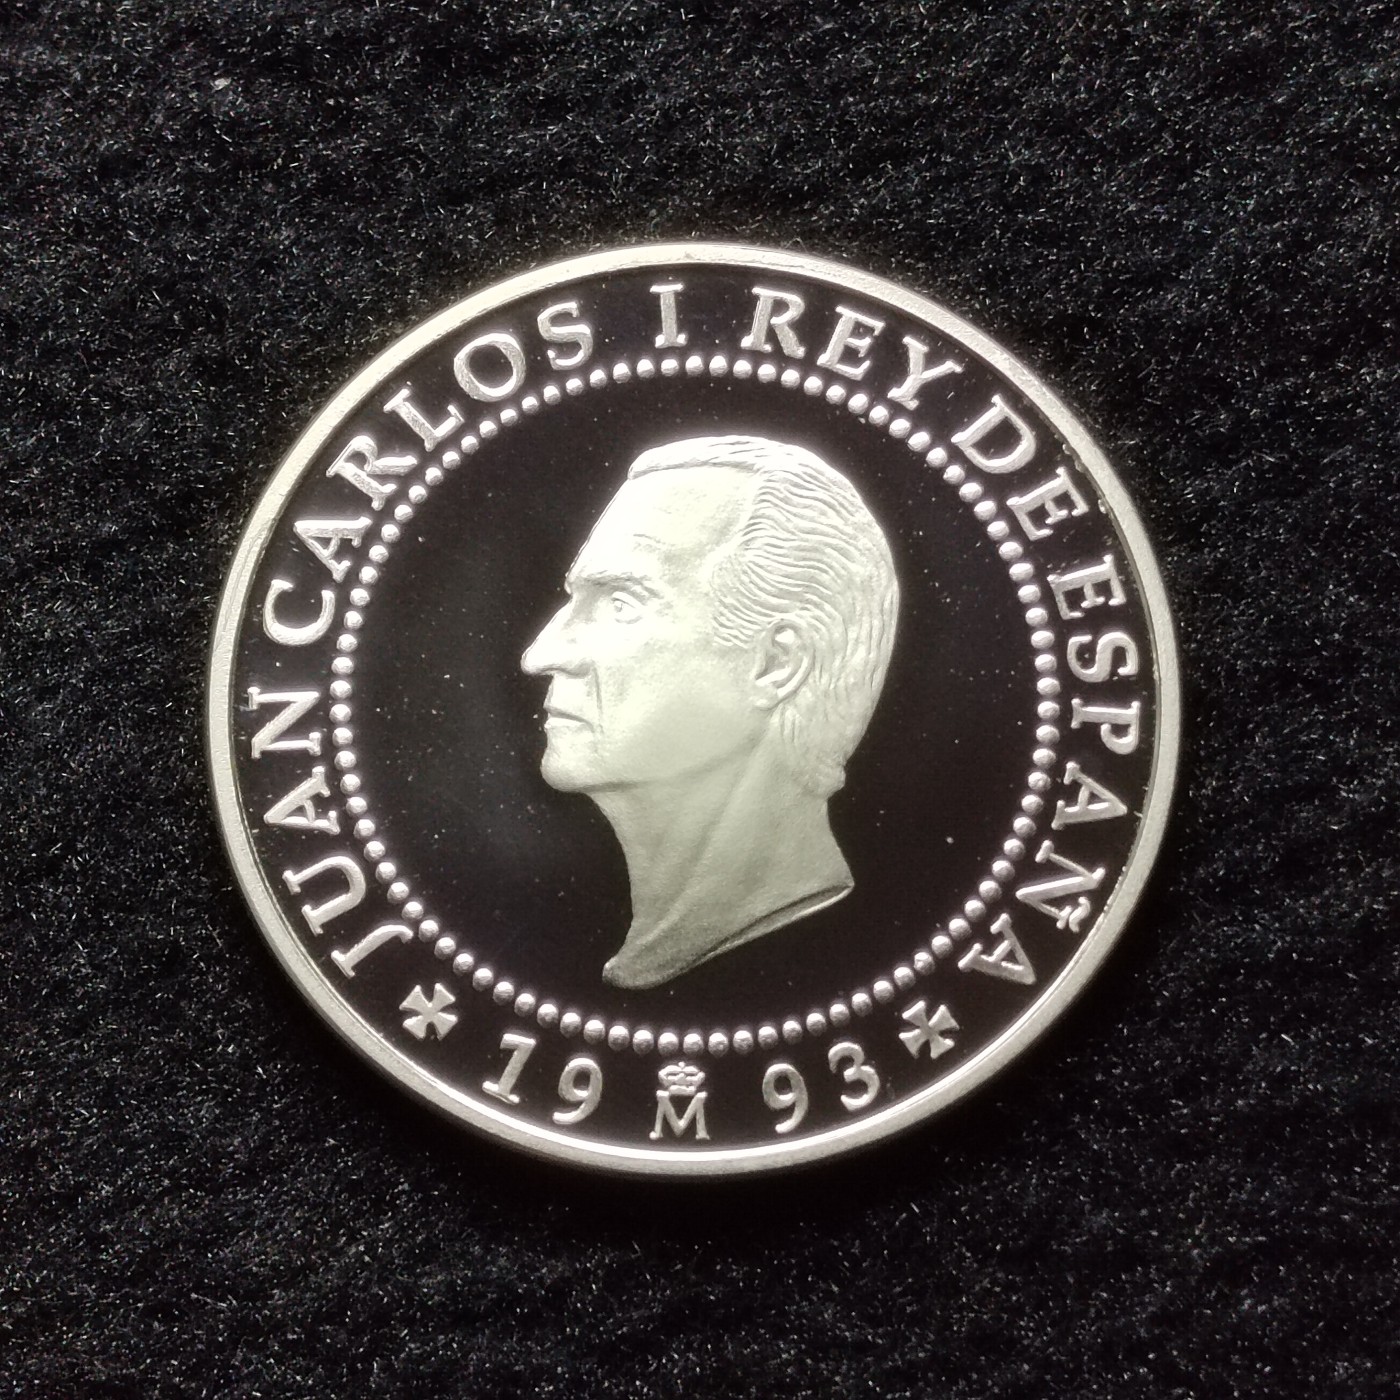 JUAN CARLOS I REY DE ESPAÑA
19 M 93